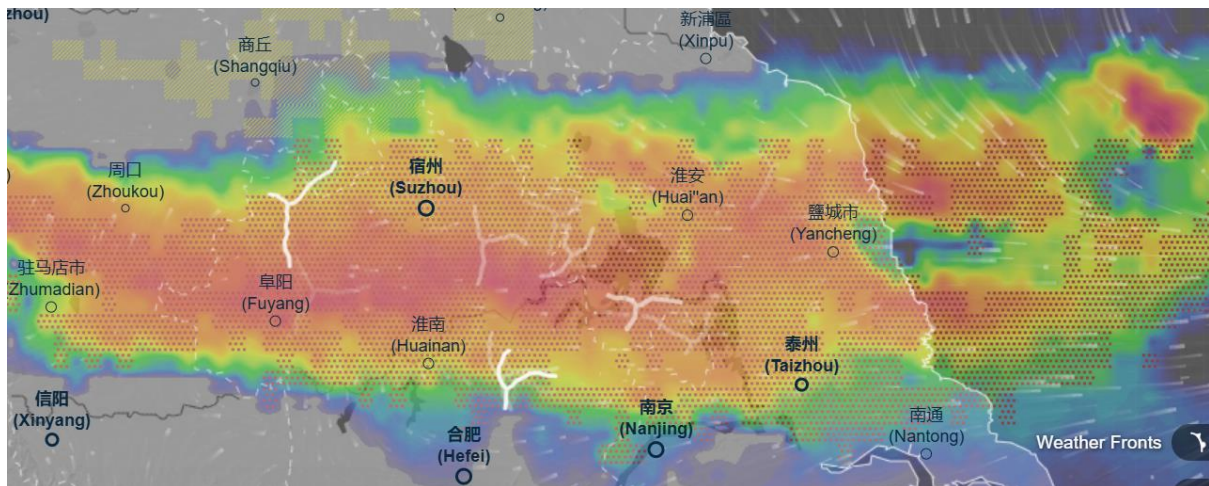 zhou)
新浦區
(Xinpu)
商丘
(Shangqiu)
周口
(Zhoukou)
宿州
(Suzhou)
淮安
(Huai"an)
鹽城市
(Yancheng)
)
驻马店市
Zhumadian)
阜阳
(Fuyang)
淮南
(Huainan)
泰州
(Taizhou)
信阳
(Xinyang)
合肥
(Hefei)
南京
(Nanjing)
南通
(Nantong)
Weather Fronts